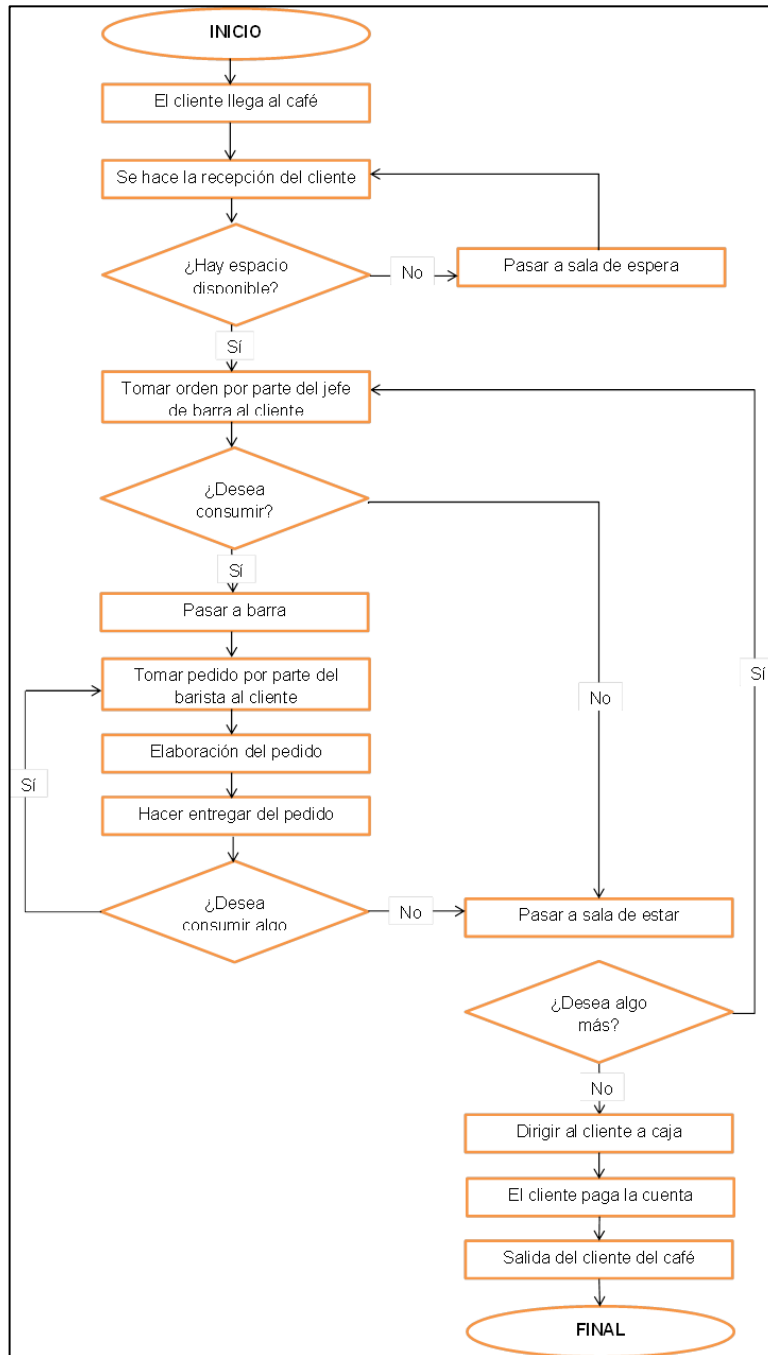 INICIO
El cliente llega al café
Se hace la recepción del cliente
¿Hay espacio
disponible?
No
Pasar a sala de espera
Sí
Tomar orden por parte del jefe
de barra al cliente
¿Desea
consumir?
Sí
Pasar a barra
Tomar pedido por parte del
barista al cliente
Sí
No
Elaboración del pedido
Sí
Hacer entregar del pedido
¿Desea
consumir algo
No
Pasar a sala de estar
¿Desea algo
más?
No
Dirigir al cliente a caja
El cliente paga la cuenta
Salida del cliente del café
FINAL